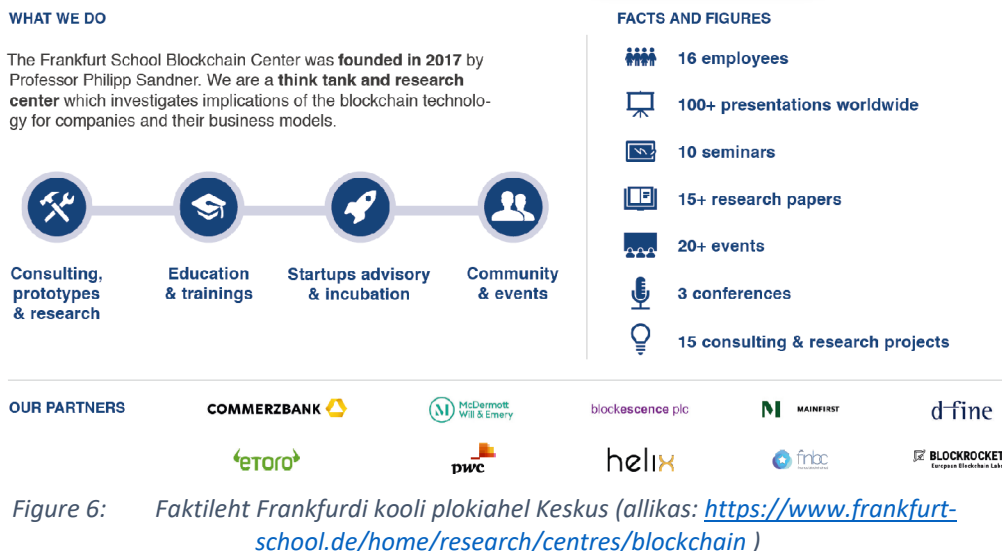 WHAT WE DO
The Frankfurt School Blockchain Center was founded in 2017 by
Professor Philipp Sandner. We are a think tank and research
center which investigates implications of the blockchain technolo-
gy for companies and their business models.
Consulting,
prototypes
& research
Education
& trainings
Startups advisory
& incubation
Community
& events
FACTS AND FIGURES
16 employees
100+ presentations worldwide
10 seminars
15+ research papers
20+ events
3 conferences
15 consulting & research projects
OUR PARTNERS
COMMERZBANK
McDermott
Will & Emery
blockescence plc
M MAINFIRST
d-fine
eToro
pwc
helix
fnbc
BLOCKROCKET
European Blockchain Labs
Figure 6: Faktileht Frankfurdi kooli plokiahel Keskus (allikas: https://www.frankfurt-
school.de/home/research/centres/blockchain )